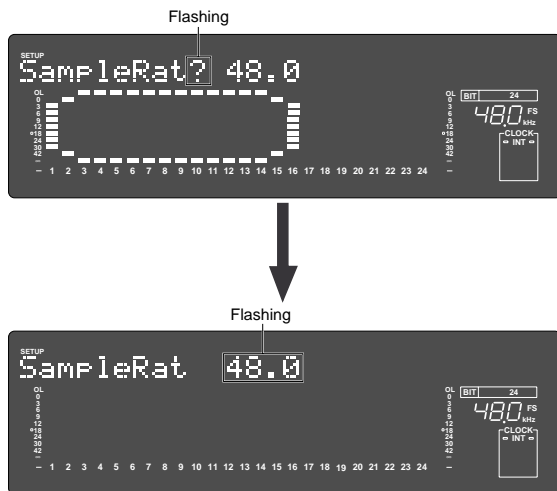 Flashing
SETUP
SampleRat? 48.0
OL
0
3
6
9
12
18
24
30
42
–
– 1 2 3 4 5 6 7 8 9 10 11 12 13 14 15 16 17 18 19 20 21 22 23 24 –
OL
0
3
6
9
12
18
24
30
42
–
BIT 24
48.0 FS
kHz
CLOCK
INT
Flashing
SETUP
SampleRat 48.0
OL
0
3
6
9
12
18
24
30
42
–
– 1 2 3 4 5 6 7 8 9 10 11 12 13 14 15 16 17 18 19 20 21 22 23 24 –
OL
0
3
6
9
12
18
24
30
42
–
BIT 24
48.0 FS
kHz
CLOCK
INT